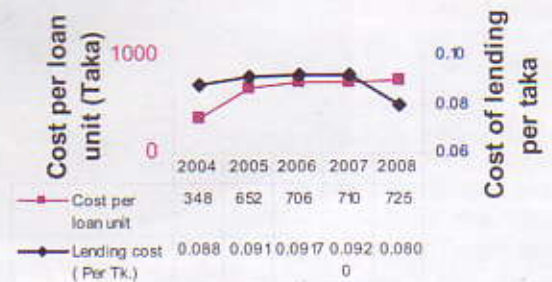 Cost per loan
unit (Taka)
1000
0
0.10
0.08
0.06
Cost of lending
per taka
2004 2005 2006 2007 2008
Cost per
loan unit
348 652 706 710 725
Lending cost
( Per Tk.)
0.088 0.091 0.0917 0.092
0
0.080